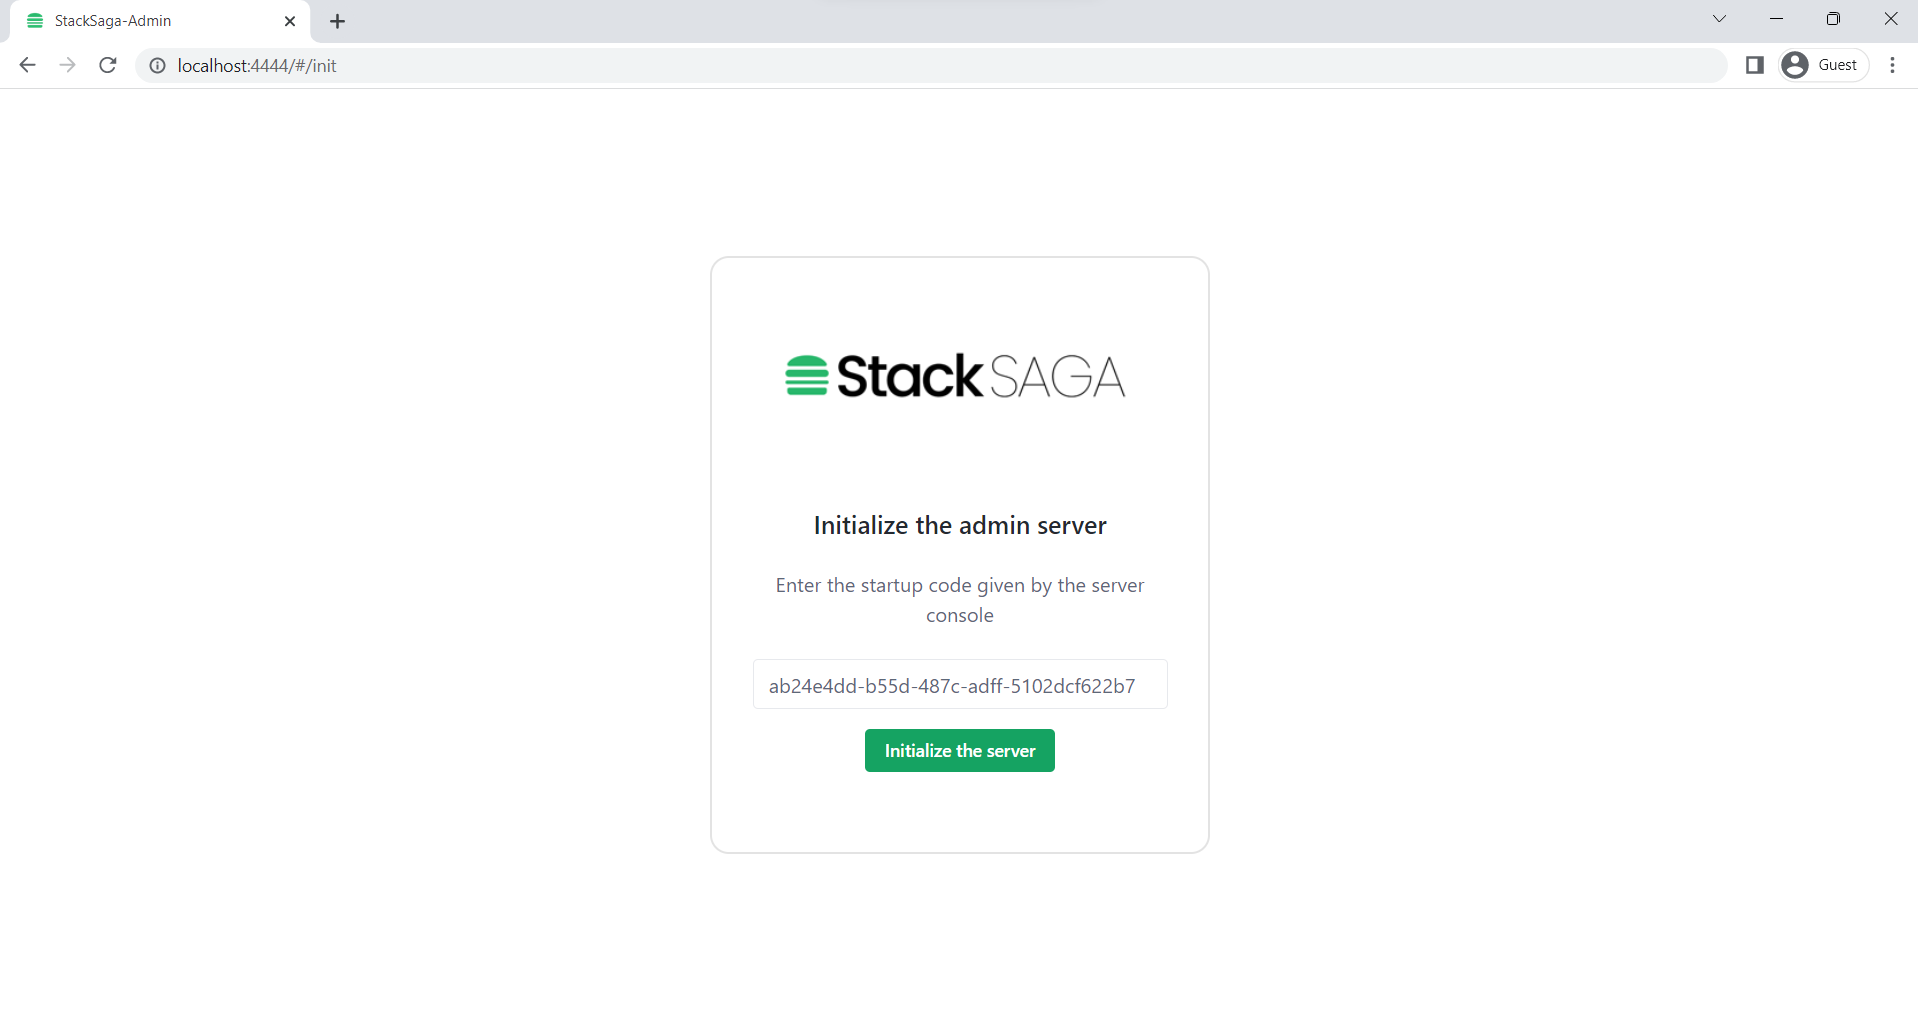 StackSaga-Admin
localhost:4444/#/init
Guest
StackSAGA
Initialize the admin server
Enter the startup code given by the server
console
ab24e4dd-b55d-487c-adff-5102dcf622b7
Initialize the server